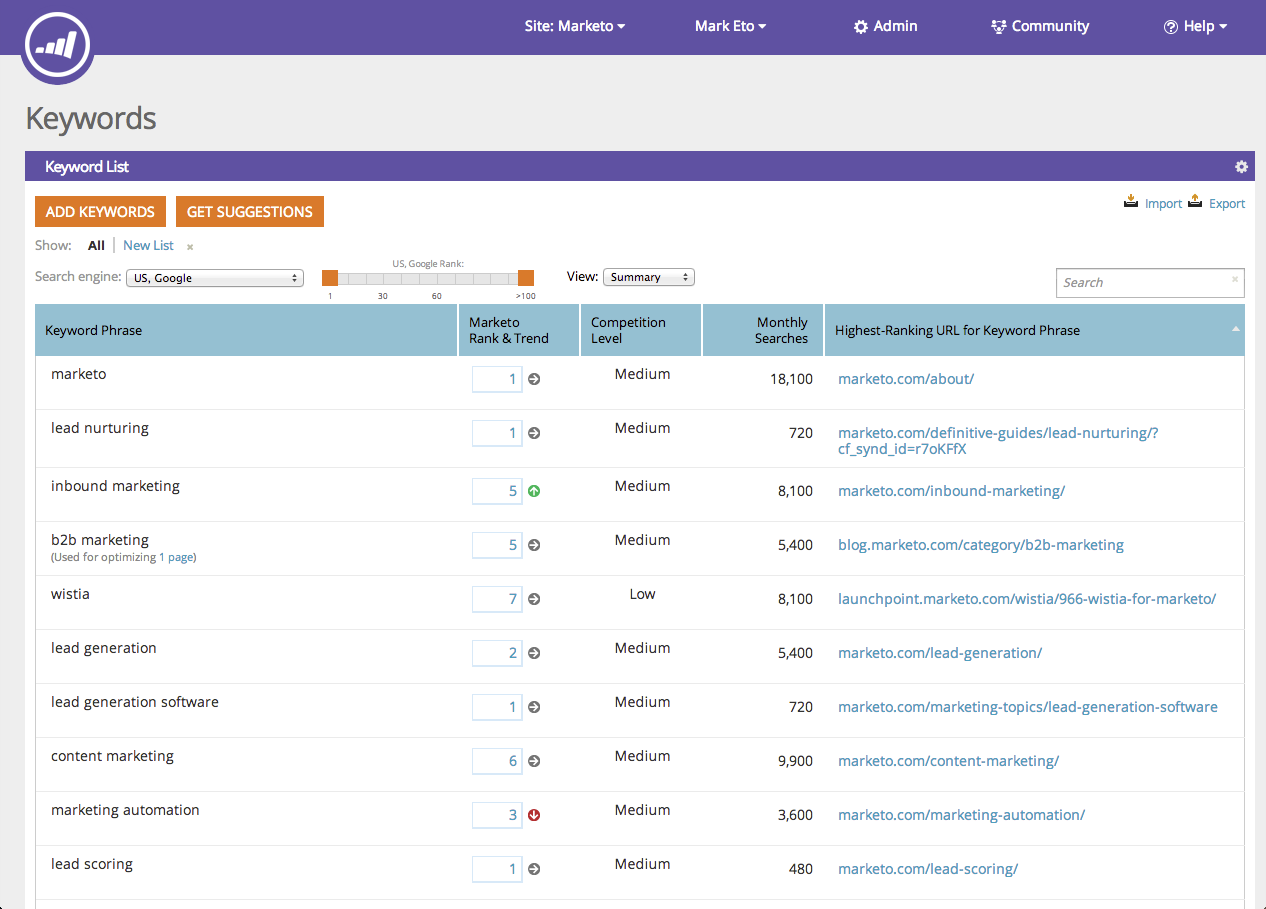 Site: Marketo
Mark Eto
Admin
Community
Help
Keywords
Keyword List
ADD KEYWORDS
GET SUGGESTIONS
Import
Export
Show:
All
New List
Search engine:
US, Google
US, Google Rank:
1 30 60 >100
View:
Summary
Search
Keyword Phrase
Marketo
Rank & Trend
Competition
Level
Monthly
Searches
Highest-Ranking URL for Keyword Phrase
marketo 1 Medium 18,100 marketo.com/about/
lead nurturing 1 Medium 720 marketo.com/definitive-guides/lead-nurturing/?
cf_synd_id=r7oKFfX
inbound marketing 5 Medium 8,100 marketo.com/inbound-marketing/
b2b marketing 5 Medium 5,400 blog.marketo.com/category/b2b-marketing
(Used for optimizing 1 page)
wistia 7 Low 8,100 launchpoint.marketo.com/wistia/966-wistia-for-marketo/
lead generation 2 Medium 5,400 marketo.com/lead-generation/
lead generation software 1 Medium 720 marketo.com/marketing-topics/lead-generation-software
content marketing 6 Medium 9,900 marketo.com/content-marketing/
marketing automation 3 Medium 3,600 marketo.com/marketing-automation/
lead scoring 1 Medium 480 marketo.com/lead-scoring/